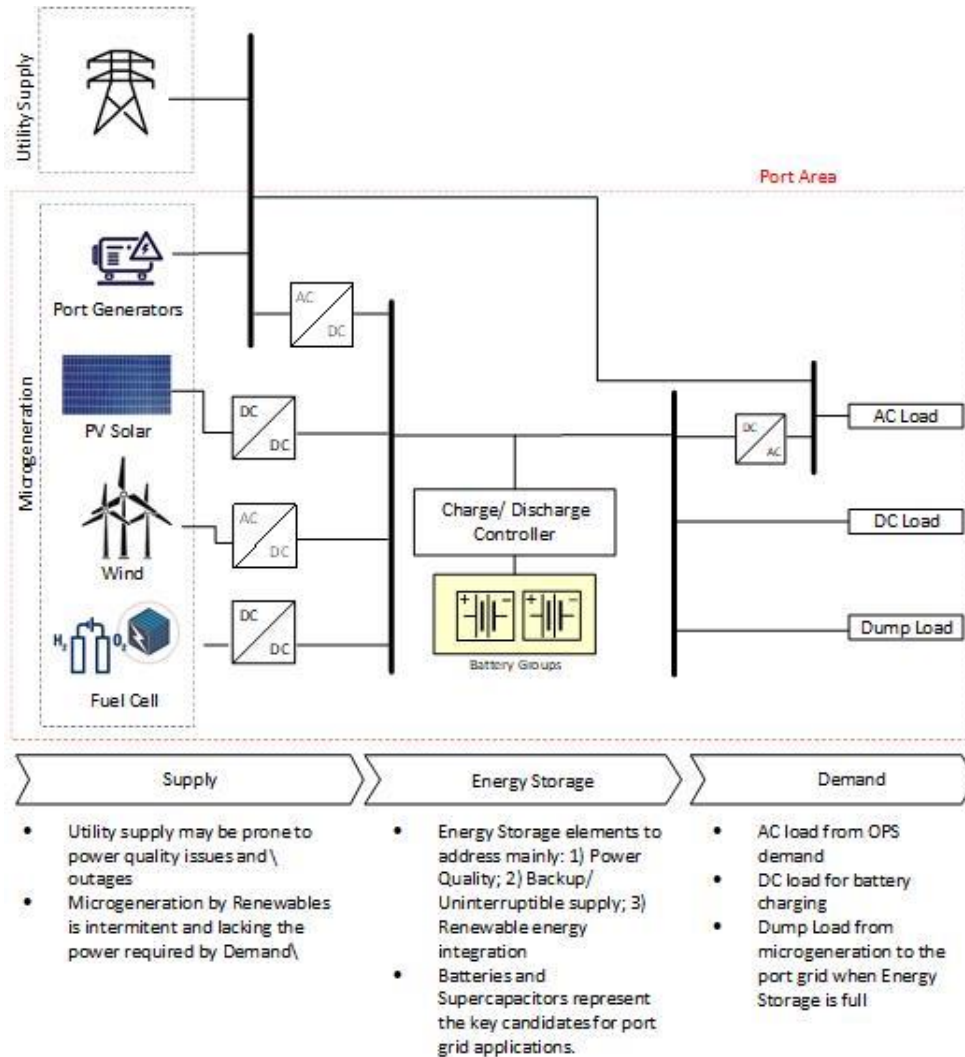 Utility Supply
Port Area
Microgeneration
Port Generators
AC
DC
PV Solar
DC
DC
Wind
AC
DC
H2
O2
DC
DC
Fuel Cell
Charge/ Discharge
Controller
+ - + -
Battery Groups
DC
AC
AC Load
DC Load
Dump Load
Supply
Energy Storage
Demand
• Utility supply may be prone to
power quality issues and \
outages
• Microgeneration by Renewables
is intermitent and lacking the
power required by Demand\
• Energy Storage elements to
address mainly: 1) Power
Quality; 2) Backup/
Uninterruptible supply; 3)
Renewable energy
integration
• Batteries and
Supercapacitors represent
the key candidates for port
grid applications.
• AC load from OPS
demand
• DC load for battery
charging
• Dump Load from
microgeneration to the
port grid when Energy
Storage is full